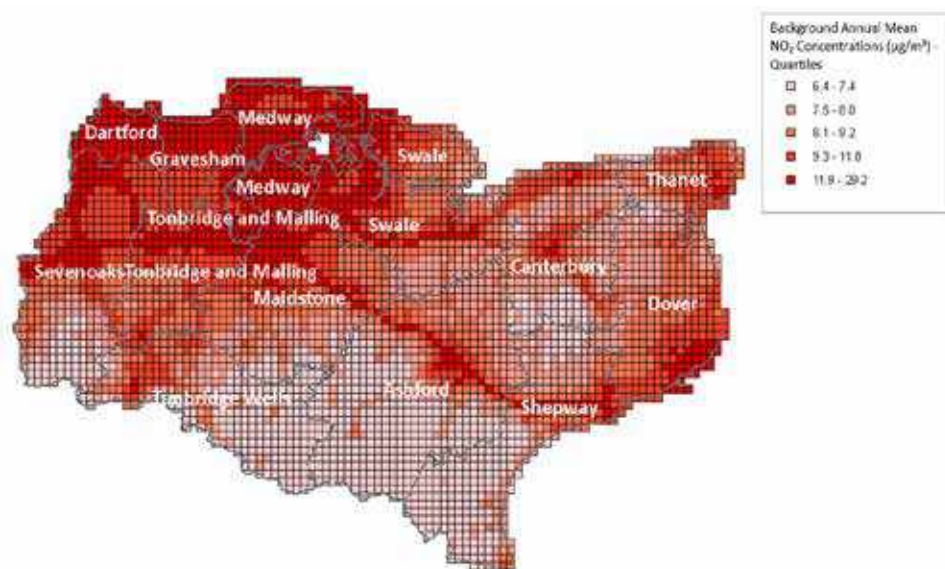 Background Annual Mean
NO₂ Concentrations (µg/m³) -
Quartiles
6.4 - 7.4
7.5 - 8.0
8.1 - 9.2
9.3 - 11.8
11.9 - 29.2
Medway
Dartford
Gravesham
Swale
Medway
Thanet
Tonbridge and Malling
Swale
Sevenoaks
Tonbridge and Malling
Canterbury
Maidstone
Dover
Tunbridge Wells
Ashford
Shepway